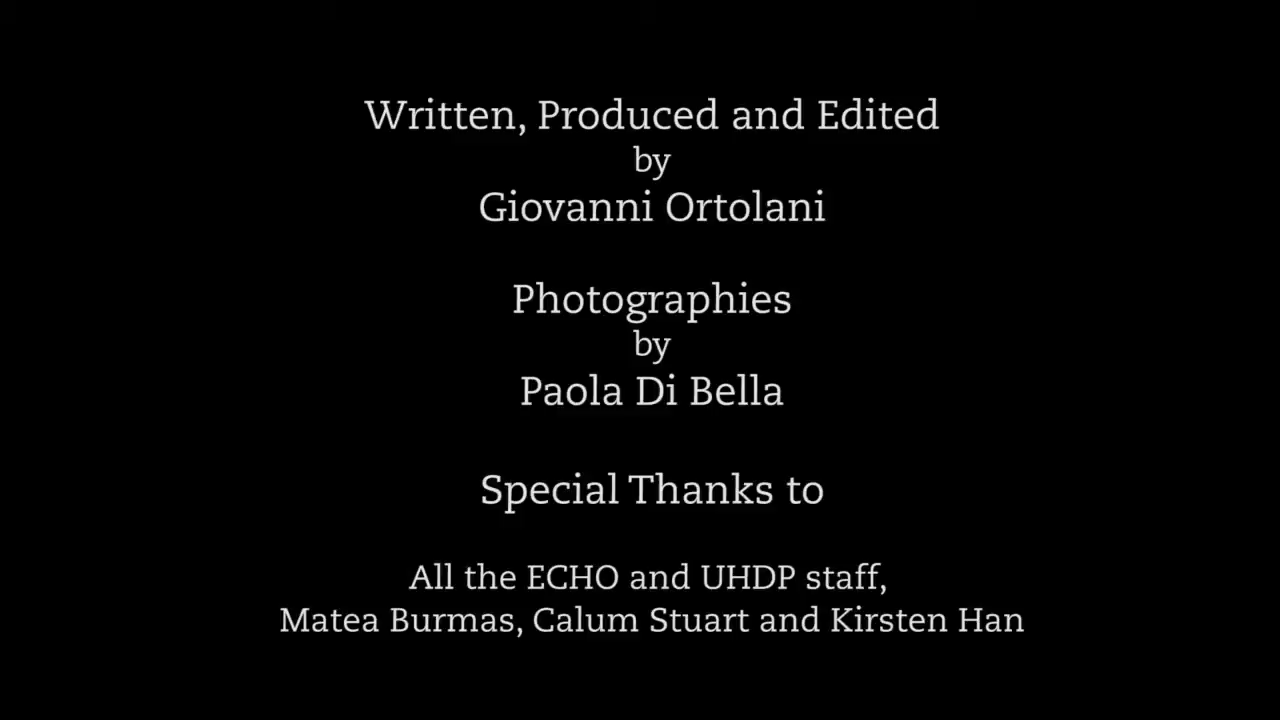 Written, Produced and Edited
by
Giovanni Ortolani
Photographies
by
Paola Di Bella
Special Thanks to
All the ECHO and UHDP staff,
Matea Burmas, Calum Stuart and Kirsten Han